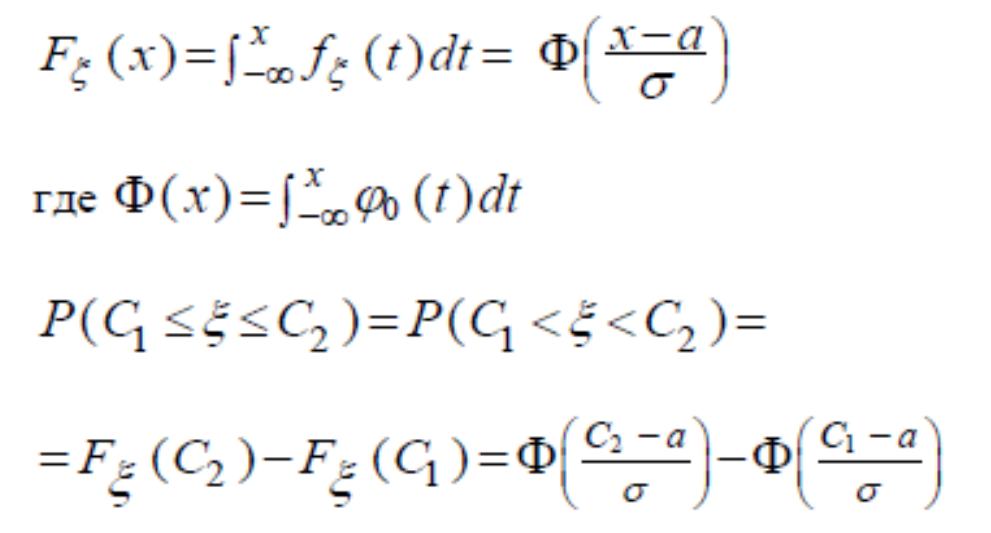 F_ξ(x)=∫_{-∞}^{x} f_ξ(t)dt= Φ((x−a)/σ)
где Φ(x)=∫_{-∞}^{x} φ₀(t)dt
P(C₁≤ξ≤C₂)=P(C₁<ξ<C₂)=
=F_ξ(C₂)−F_ξ(C₁)=Φ((C₂−a)/σ)−Φ((C₁−a)/σ)